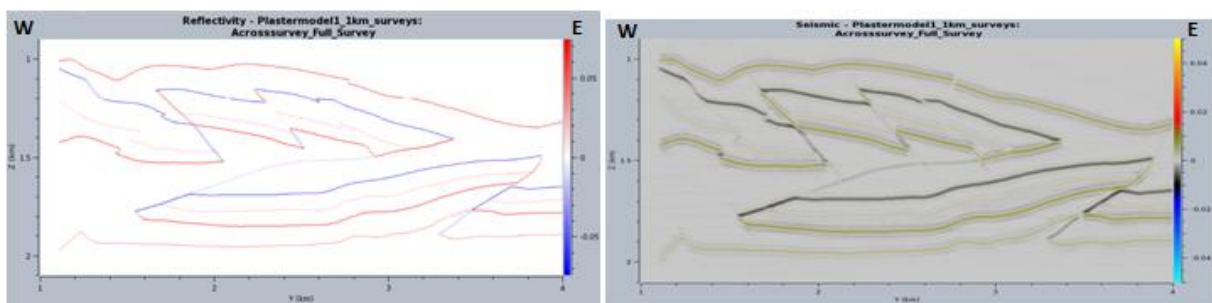 W
Reflectivity - Plastermodel1_1km_surveys:
Acrosssurvey_Full_Survey
E
1
1.5
2
Z (km)
0.05
0
-0.05
1
2
3
4
Y (km)
W
Seismic - Plastermodel1_1km_surveys:
Acrosssurvey_Full_Survey
E
1
1.5
2
Z (km)
0.04
0.02
0
-0.02
-0.04
1
2
3
4
Y (km)